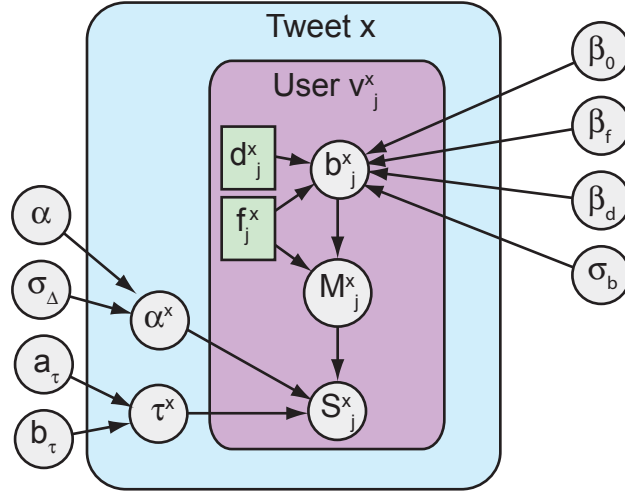 Tweet x
User v^x_j
β_0
d^x_j
b^x_j
β_f
α
f^x_j
β_d
σ_Δ
M^x_j
σ_b
α^x
a_τ
τ^x
S^x_j
b_τ